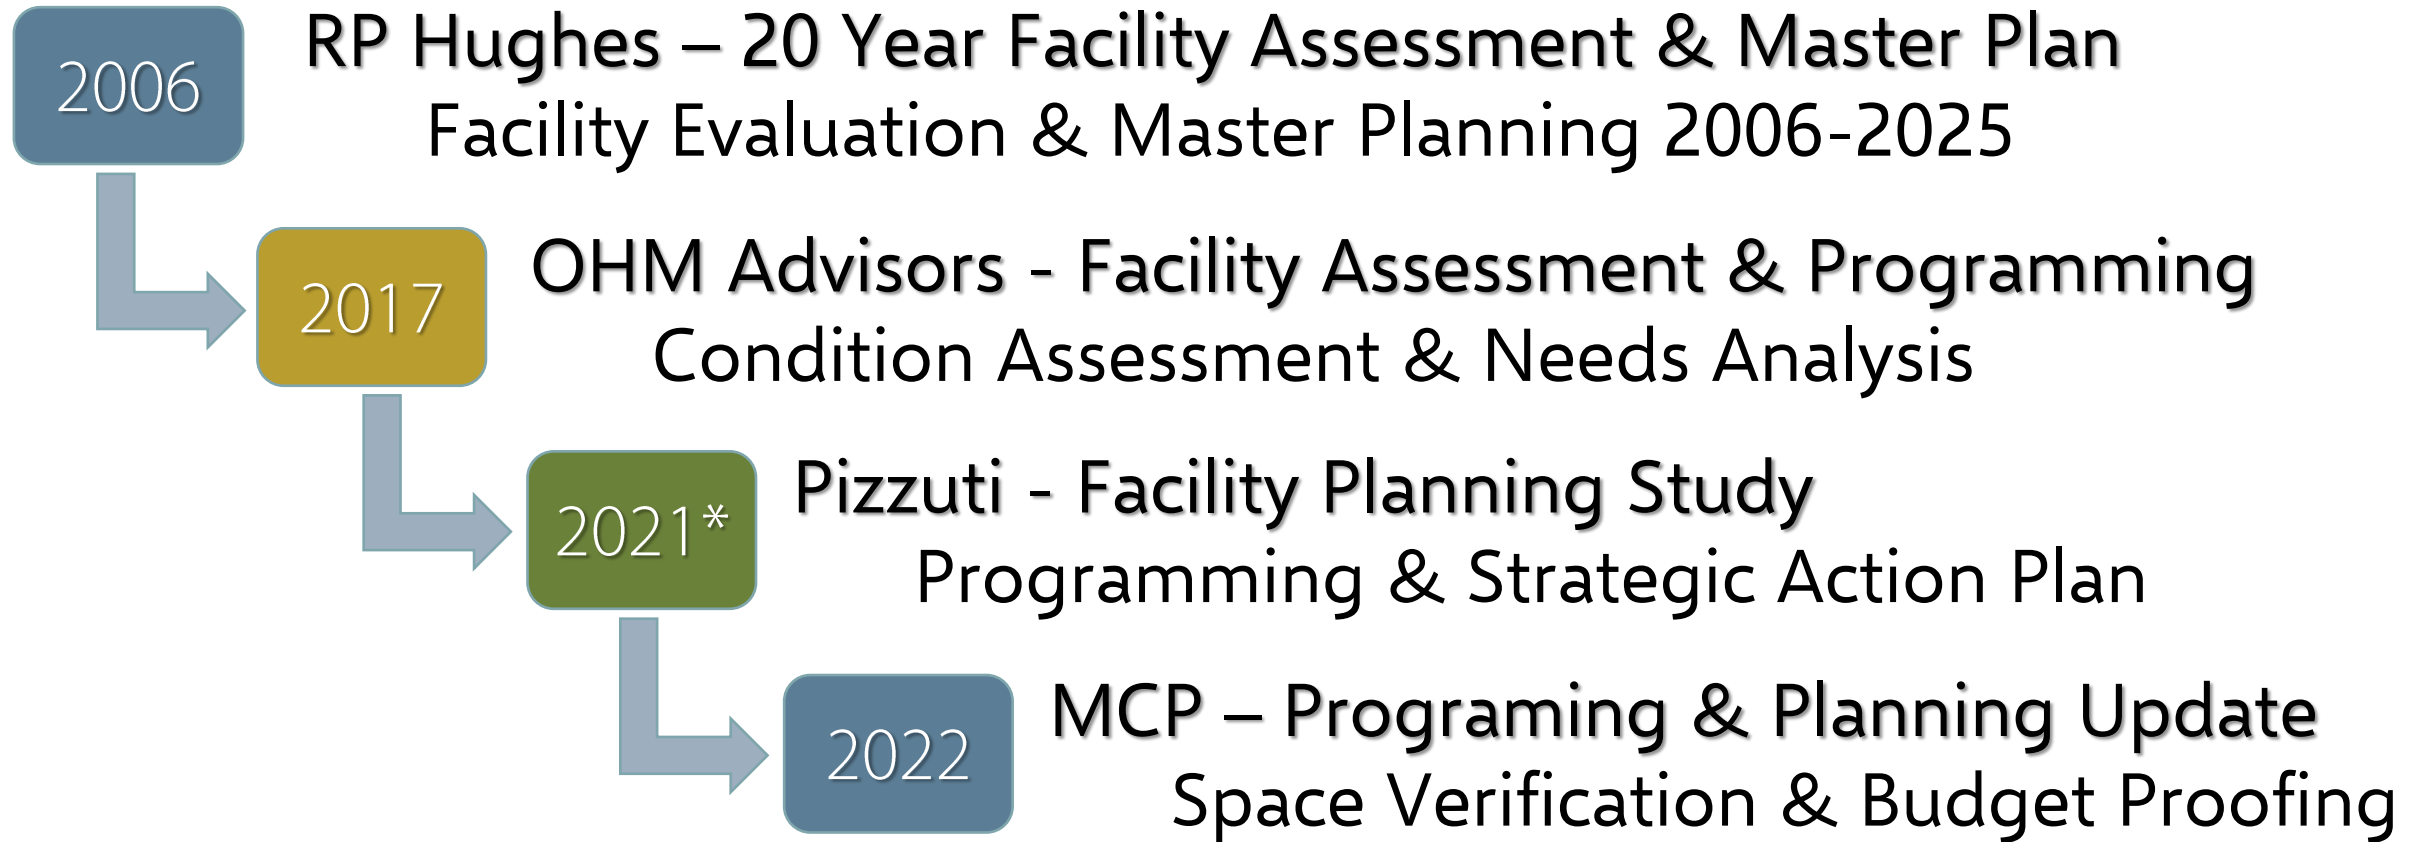 2006
RP Hughes – 20 Year Facility Assessment & Master Plan
Facility Evaluation & Master Planning 2006-2025
2017
OHM Advisors - Facility Assessment & Programming
Condition Assessment & Needs Analysis
2021*
Pizzuti - Facility Planning Study
Programming & Strategic Action Plan
2022
MCP – Programing & Planning Update
Space Verification & Budget Proofing